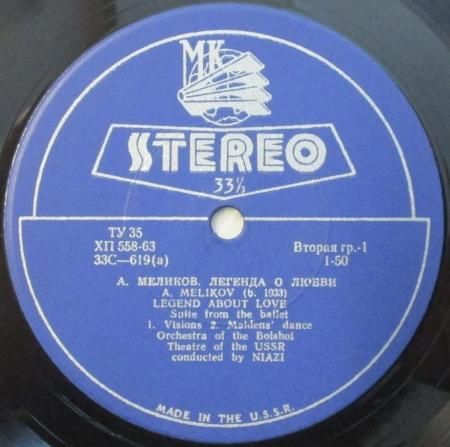 МК
STEREO
33⅓
ТУ 35
ХП 558-63
33С—619(а)
Вторая гр.-1
1-50
А. МЕЛИКОВ. ЛЕГЕНДА О ЛЮБВИ
A. MELIKOV (b. 1933)
LEGEND ABOUT LOVE
Suite from the ballet
1. Visions 2. Maidens' dance
Orchestra of the Bolshoi
Theatre of the USSR
conducted by NIAZI
MADE IN THE U.S.S.R.